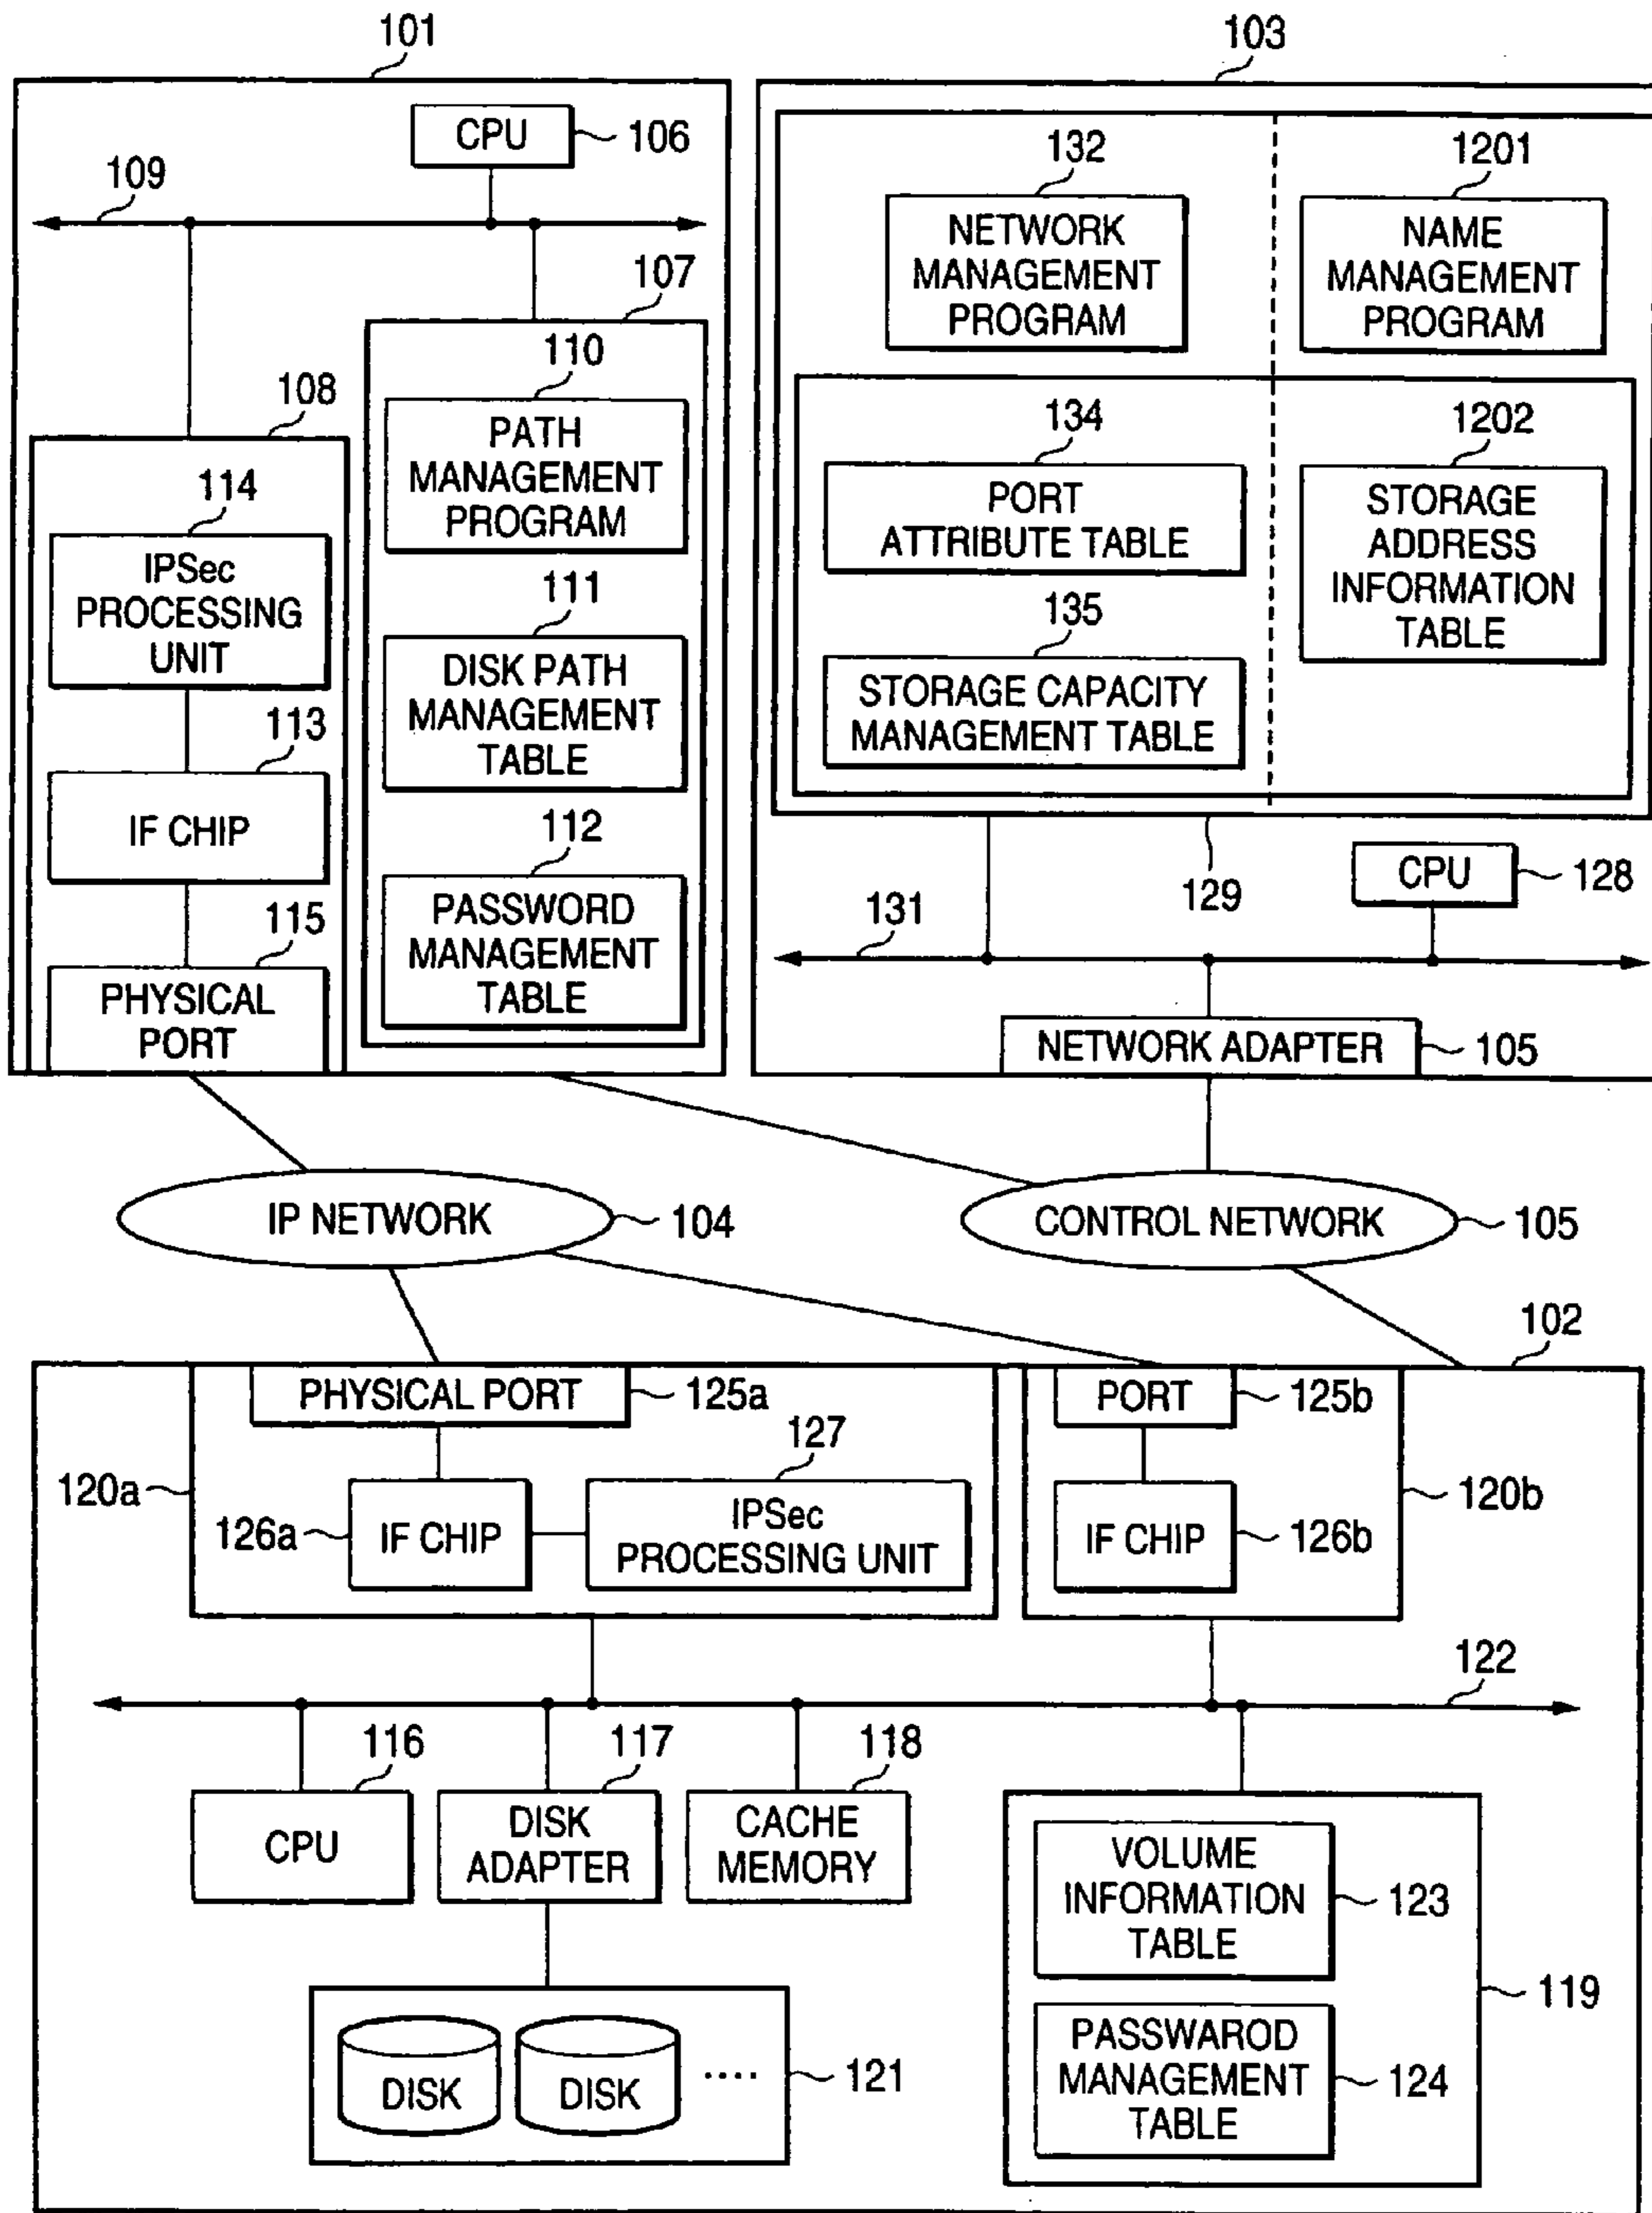 101
CPU
106
109
107
110
PATH
MANAGEMENT
PROGRAM
108
114
IPSec
PROCESSING
UNIT
111
DISK PATH
MANAGEMENT
TABLE
113
IF CHIP
112
PASSWORD
MANAGEMENT
TABLE
115
PHYSICAL
PORT
103
132
NETWORK
MANAGEMENT
PROGRAM
1201
NAME
MANAGEMENT
PROGRAM
134
PORT
ATTRIBUTE TABLE
1202
STORAGE
ADDRESS
INFORMATION
TABLE
135
STORAGE CAPACITY
MANAGEMENT TABLE
129
CPU
128
131
NETWORK ADAPTER
105
IP NETWORK
104
CONTROL NETWORK
105
102
PHYSICAL PORT
125a
PORT
125b
127
120a
126a
IF CHIP
IPSec
PROCESSING UNIT
IF CHIP
126b
120b
122
116
CPU
117
DISK
ADAPTER
118
CACHE
MEMORY
VOLUME
INFORMATION
TABLE
123
119
PASSWAROD
MANAGEMENT
TABLE
124
DISK
DISK
....
121